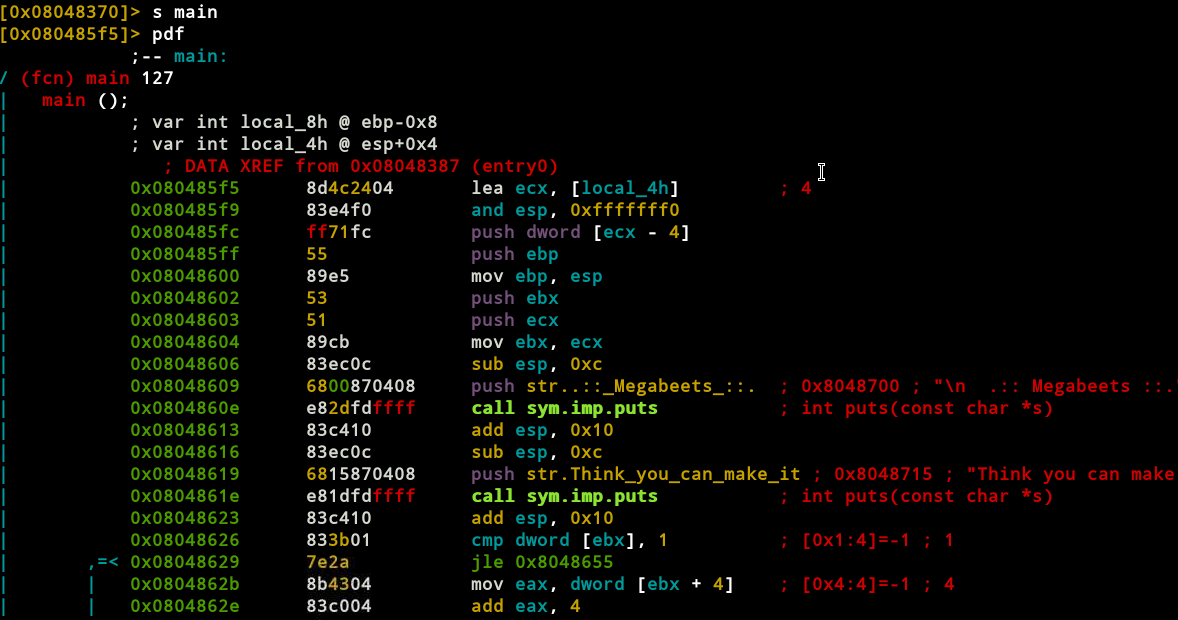 [0x08048370]> s main
[0x080485f5]> pdf
;-- main:
/ (fcn) main 127
|   main ();
|           ; var int local_8h @ ebp-0x8
|           ; var int local_4h @ esp+0x4
|              ; DATA XREF from 0x08048387 (entry0)
|           0x080485f5      8d4c2404       lea ecx, [local_4h]          ; 4
|           0x080485f9      83e4f0         and esp, 0xfffffff0
|           0x080485fc      ff71fc         push dword [ecx - 4]
|           0x080485ff      55             push ebp
|           0x08048600      89e5           mov ebp, esp
|           0x08048602      53             push ebx
|           0x08048603      51             push ecx
|           0x08048604      89cb           mov ebx, ecx
|           0x08048606      83ec0c         sub esp, 0xc
|           0x08048609      6800870408     push str..::_Megabeets_::.  ; 0x8048700 ; "\n  .:: Megabeets ::.
|           0x0804860e      e82dfdffff     call sym.imp.puts           ; int puts(const char *s)
|           0x08048613      83c410         add esp, 0x10
|           0x08048616      83ec0c         sub esp, 0xc
|           0x08048619      6815870408     push str.Think_you_can_make_it ; 0x8048715 ; "Think you can make
|           0x0804861e      e81dfdffff     call sym.imp.puts           ; int puts(const char *s)
|           0x08048623      83c410         add esp, 0x10
|           0x08048626      833b01         cmp dword [ebx], 1          ; [0x1:4]=-1 ; 1
|       ,=< 0x08048629      7e2a           jle 0x8048655
|       |   0x0804862b      8b4304         mov eax, dword [ebx + 4]    ; [0x4:4]=-1 ; 4
|       |   0x0804862e      83c004         add eax, 4